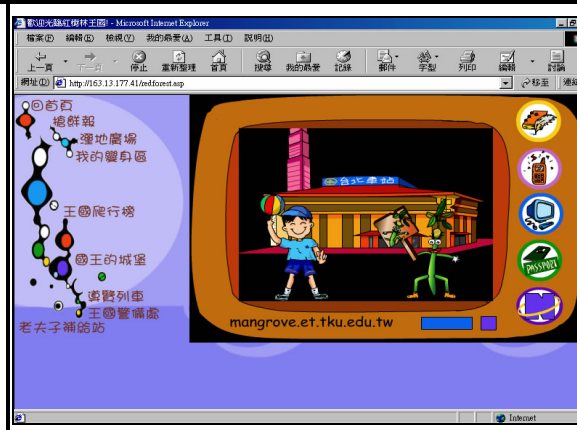 歡迎光臨紅樹林王國! - Microsoft Internet Explorer
檔案(F) 編輯(E) 檢視(V) 我的最愛(A) 工具(T) 說明(H)
上一頁 下一頁 停止 重新整理 首頁 搜尋 我的最愛 記錄 郵件 字型 列印 編輯 討論
網址(D) http://163.13.177.41/redforest.asp 移至 連結
回首頁
搶鮮報
溼地廣場
我的變身區
王國爬行榜
國王的城堡
導覽列車
王國警備處
老夫子補給站
台北車站
PASSPORT
mangrove.et.tku.edu.tw
Internet